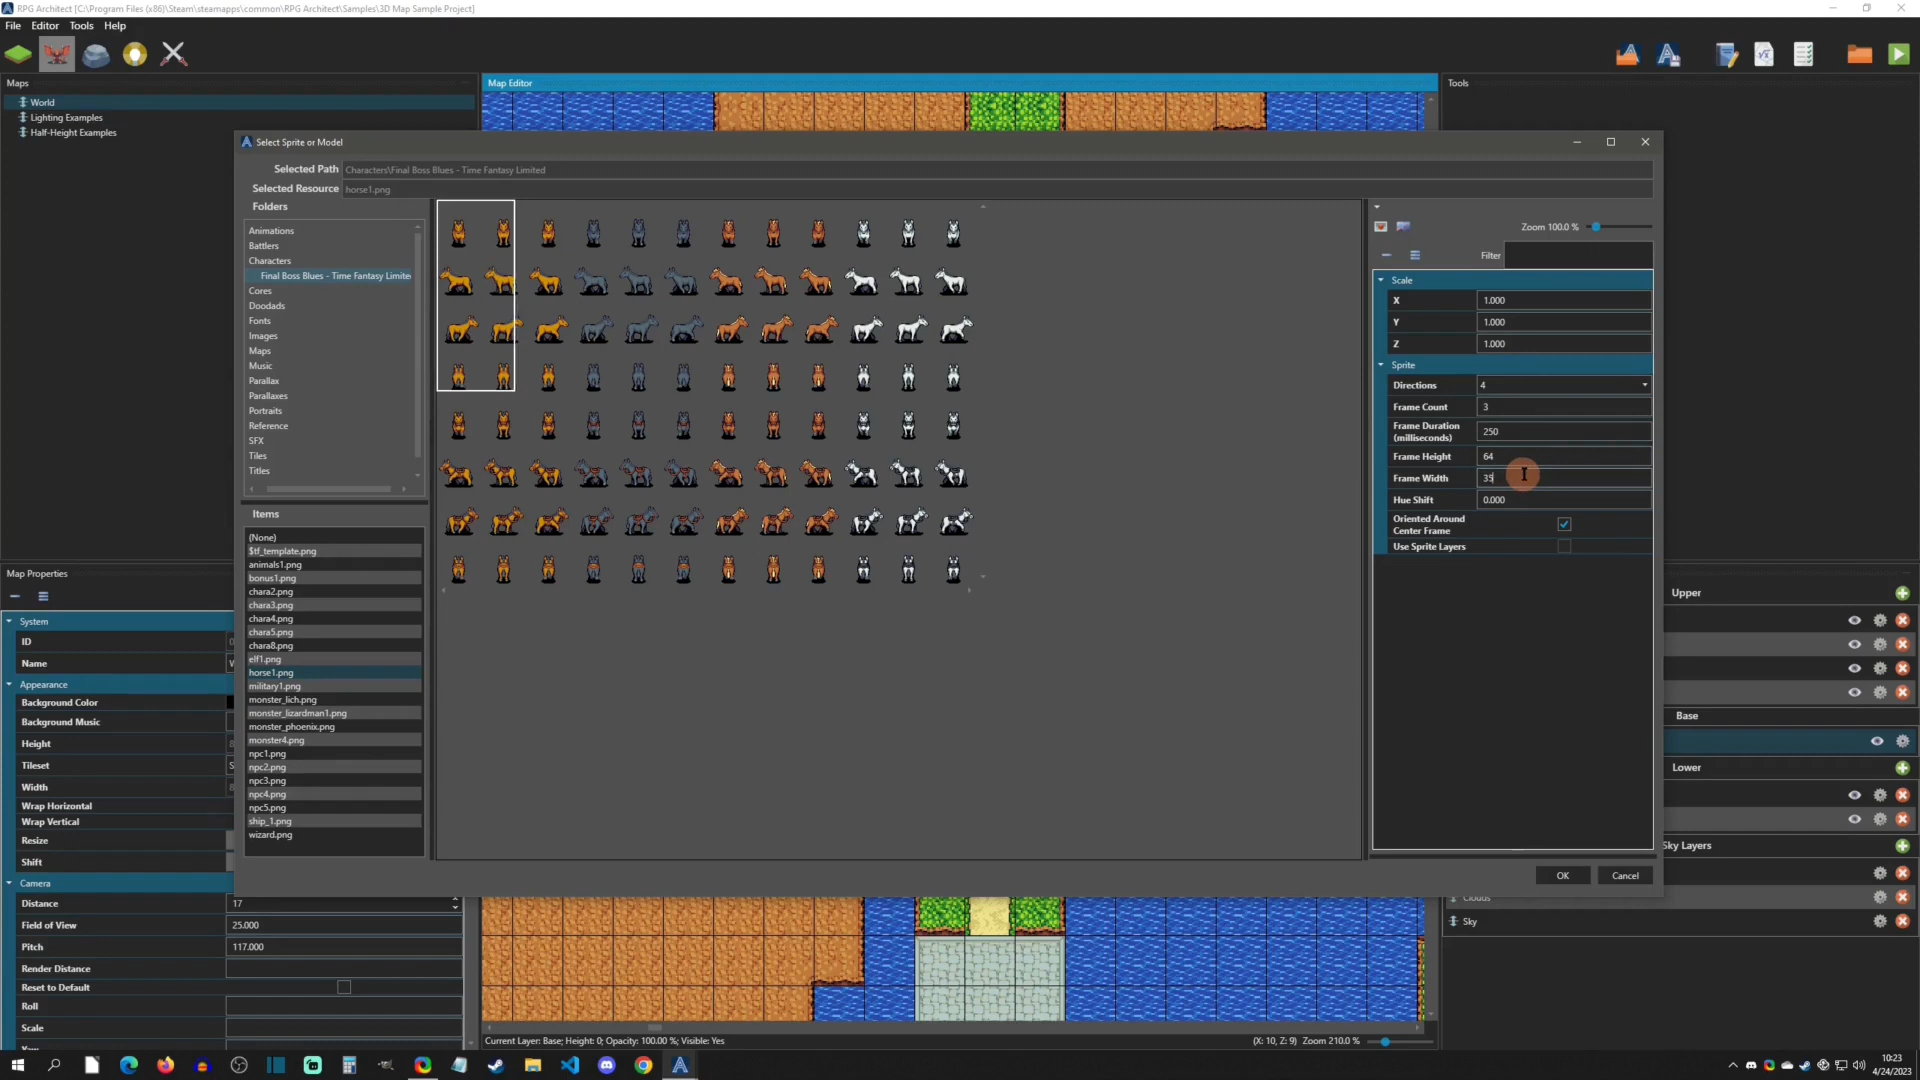 RPG Architect [C:\Program Files (x86)\Steam\steamapps\common\RPG Architect\Samples\3D Map Sample Project]
File Editor Tools Help
Maps
World
Lighting Examples
Half-Height Examples
Map Editor
Tools
Select Sprite or Model
Selected Path Characters\Final Boss Blues - Time Fantasy Limited
Selected Resource horse1.png
Folders
Animations
Battlers
Characters
Final Boss Blues - Time Fantasy Limite
Cores
Doodads
Fonts
Images
Maps
Music
Parallax
Parallaxes
Portraits
Reference
SFX
Tiles
Titles
Items
(None)
$tf_template.png
animals1.png
bonus1.png
chara2.png
chara3.png
chara4.png
chara5.png
chara8.png
elf1.png
horse1.png
military1.png
monster_lich.png
monster_lizardman1.png
monster_phoenix.png
monster4.png
npc1.png
npc2.png
npc3.png
npc4.png
npc5.png
ship_1.png
wizard.png
Zoom 100.0 %
Filter
Scale
X 1.000
Y 1.000
Z 1.000
Sprite
Directions 4
Frame Count 3
Frame Duration (milliseconds) 250
Frame Height 64
Frame Width 35
Hue Shift 0.000
Oriented Around Center Frame
Use Sprite Layers
OK Cancel
Map Properties
System
ID
Name
Appearance
Background Color
Background Music
Height
Tileset
Width
Wrap Horizontal
Wrap Vertical
Resize
Shift
Camera
Distance 17
Field of View 25.000
Pitch 117.000
Render Distance
Reset to Default
Roll
Scale
Upper
Base
Lower
Sky Layers
Clouds
Sky
Current Layer: Base; Height: 0; Opacity: 100.00 %; Visible: Yes
(X: 10, Z: 9) Zoom 210.0 %
10:23
4/24/2023